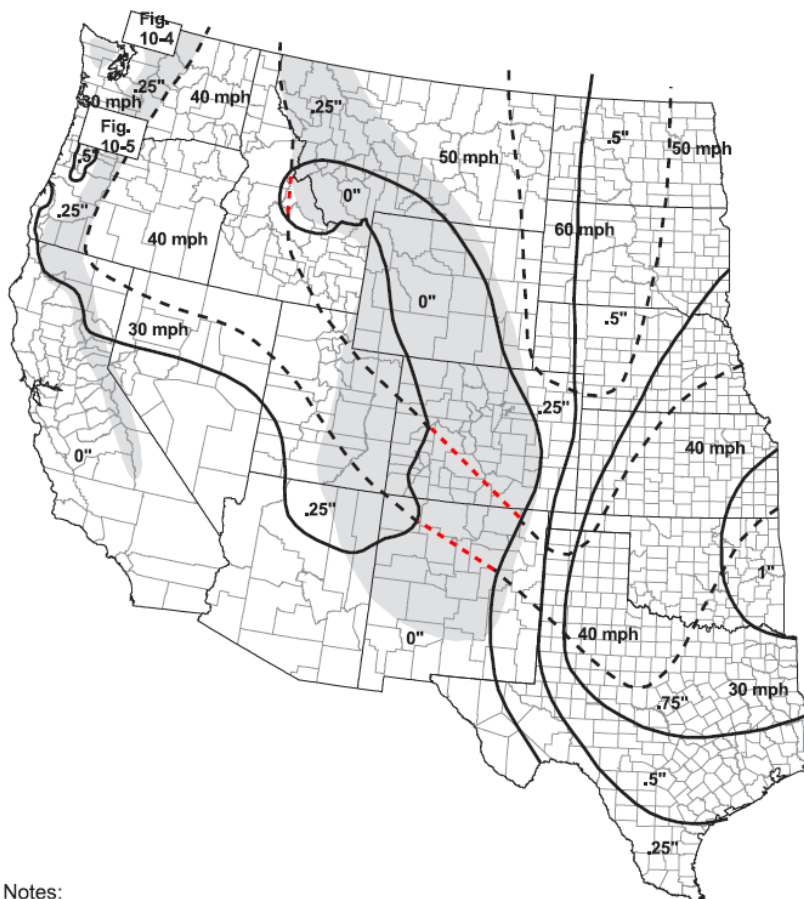 Fig.
10-4
.25"
30 mph
40 mph
.25"
Fig.
10-5
.5"
50 mph
.5"
50 mph
0"
.25"
60 mph
40 mph
0"
30 mph
.5"
.25"
40 mph
0"
.25"
1"
0"
40 mph
30 mph
.75"
.5"
.25"
Notes: